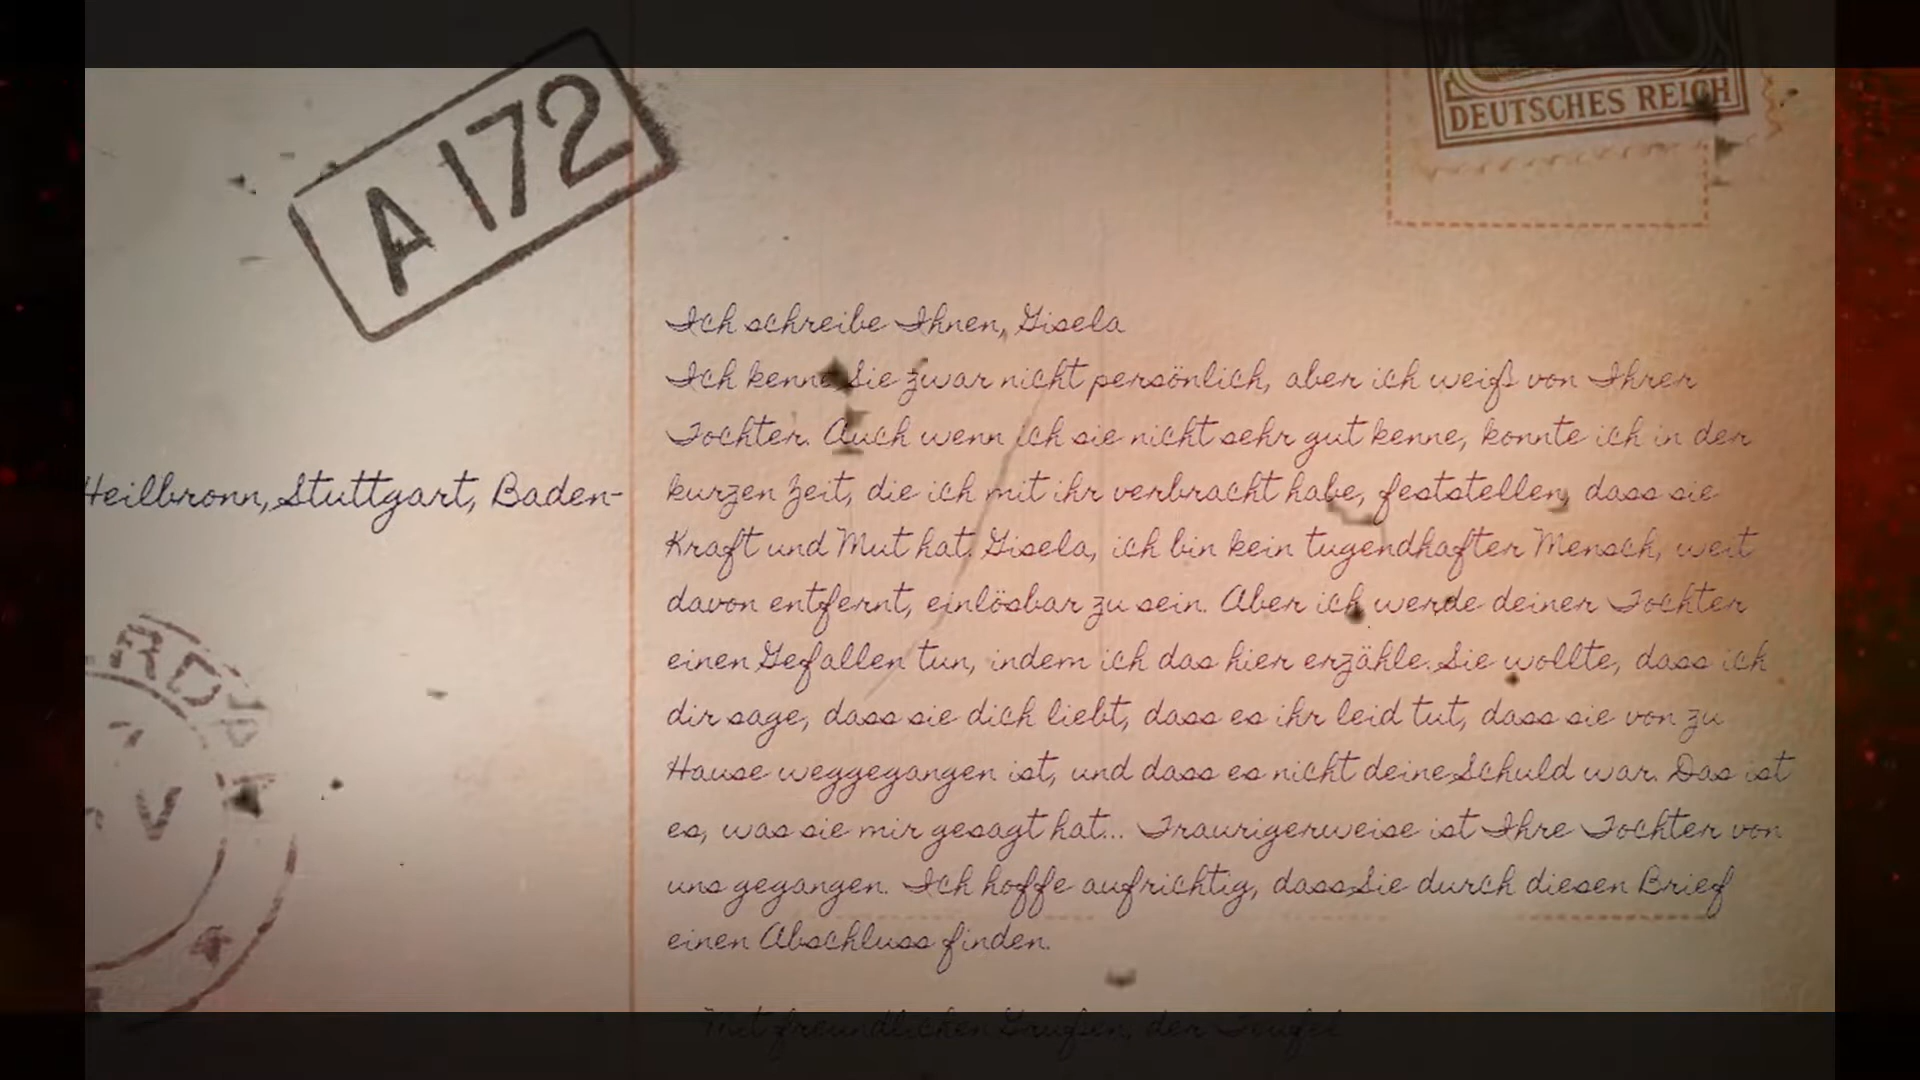 A 172
DEUTSCHES REICH
Heilbronn, Stuttgart, Baden-
Ich schreibe Ihnen, Gisela
Ich kenne Sie zwar nicht persönlich, aber ich weiß von Ihrer
Tochter. Auch wenn ich sie nicht sehr gut kenne, konnte ich in der
kurzen Zeit, die ich mit ihr verbracht habe, feststellen, dass sie
Kraft und Mut hat. Gisela, ich bin kein tugendhafter Mensch, weit
davon entfernt, einlösbar zu sein. Aber ich werde deiner Tochter
einen Gefallen tun, indem ich das hier erzähle. Sie wollte, dass ich
dir sage, dass sie dich liebt, dass es ihr leid tut, dass sie von zu
Hause weggegangen ist, und dass es nicht deine Schuld war. Das ist
es, was sie mir gesagt hat... Traurigerweise ist Ihre Tochter von
uns gegangen. Ich hoffe aufrichtig, dass Sie durch diesen Brief
einen Abschluss finden.
Mit freundlichen Grußen, der Teufel